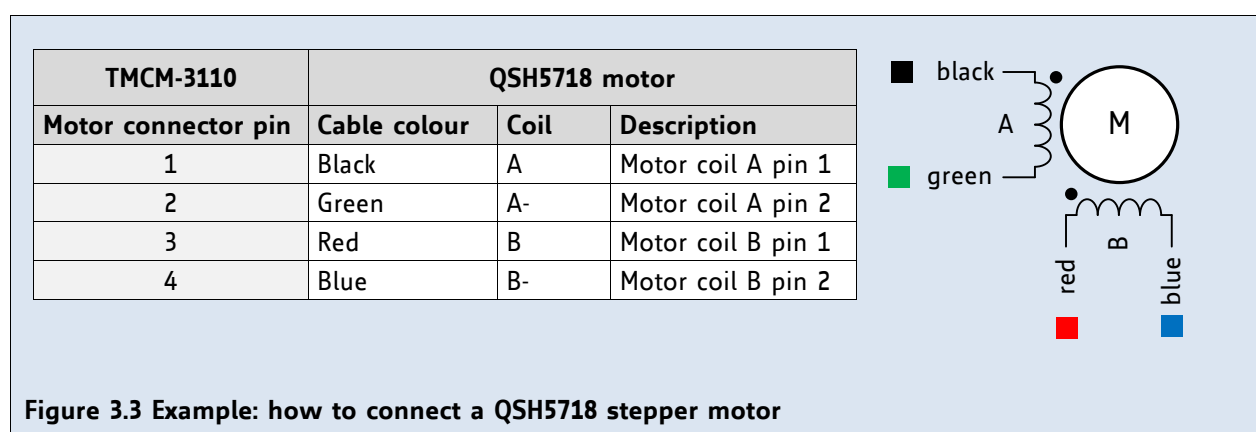 TMCM-3110 QSH5718 motor
Motor connector pin Cable colour Coil Description
1 Black A Motor coil A pin 1
2 Green A- Motor coil A pin 2
3 Red B Motor coil B pin 1
4 Blue B- Motor coil B pin 2
black
A
M
green
B
red
blue
Figure 3.3 Example: how to connect a QSH5718 stepper motor